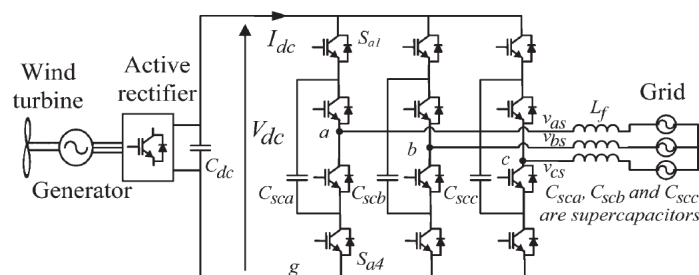 Wind
turbine
Active
rectifier
Generator
C_dc
I_dc
V_dc
g
S_a1
S_a4
a
b
c
C_sca
C_scb
C_scc
v_as
v_bs
v_cs
L_f
Grid
C_sca, C_scb and C_scc
are supercapacitors